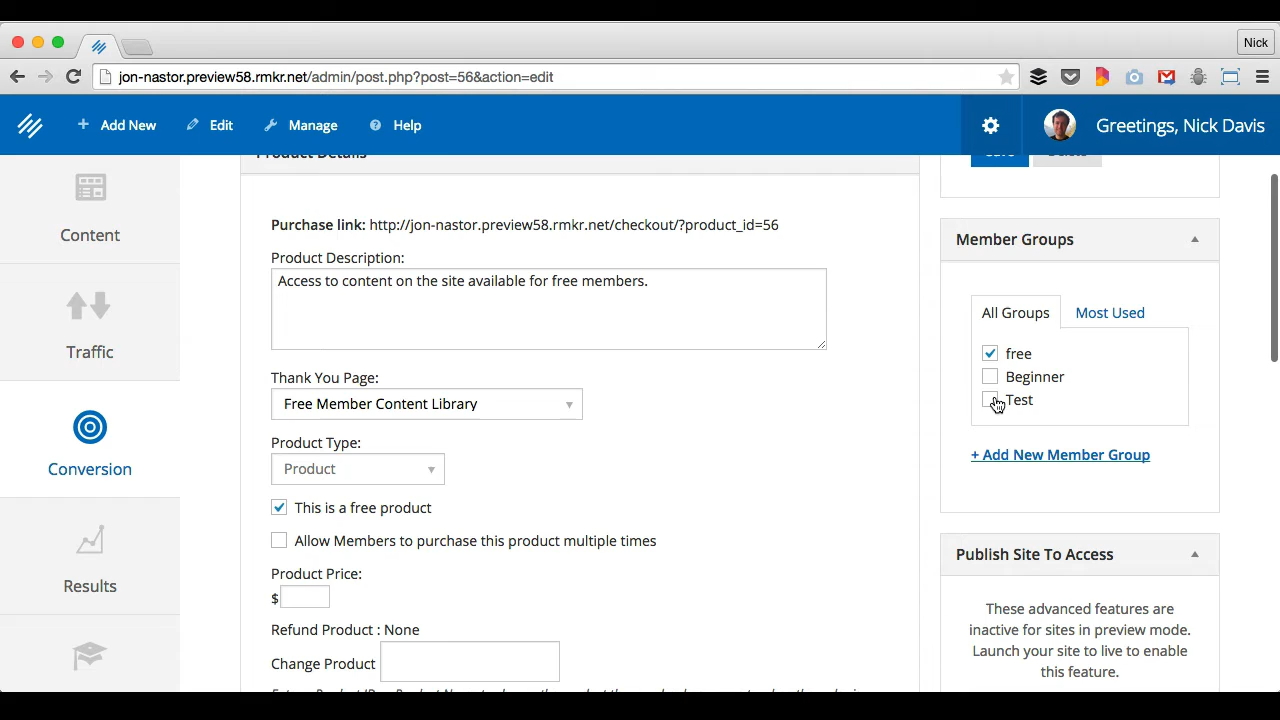 Nick
jon-nastor.preview58.rmkr.net/admin/post.php?post=56&action=edit
Add New
Edit
Manage
Help
Greetings, Nick Davis
Product Details
Save
Delete
Content
Traffic
Conversion
Results
Purchase link: http://jon-nastor.preview58.rmkr.net/checkout/?product_id=56
Product Description:
Access to content on the site available for free members.
Thank You Page:
Free Member Content Library
Product Type:
Product
This is a free product
Allow Members to purchase this product multiple times
Product Price:
$
Refund Product : None
Change Product
Member Groups
All Groups
Most Used
free
Beginner
Test
+ Add New Member Group
Publish Site To Access
These advanced features are
inactive for sites in preview mode.
Launch your site to live to enable
this feature.